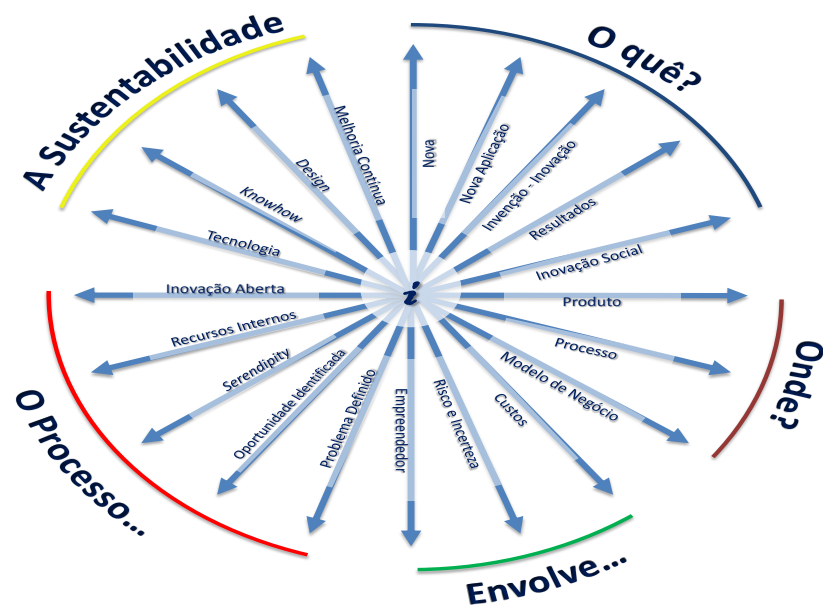 O quê?
Nova
Nova Aplicação
Invenção - Inovação
Resultados
Inovação Social
Onde?
Produto
Processo
Modelo de Negócio
Envolve...
Custos
Risco e Incerteza
Empreendedor
O Processo...
Problema Definido
Oportunidade Identificada
Serendipity
Recursos Internos
Inovação Aberta
A Sustentabilidade
Tecnologia
Knowhow
Design
Melhoria Contínua
i